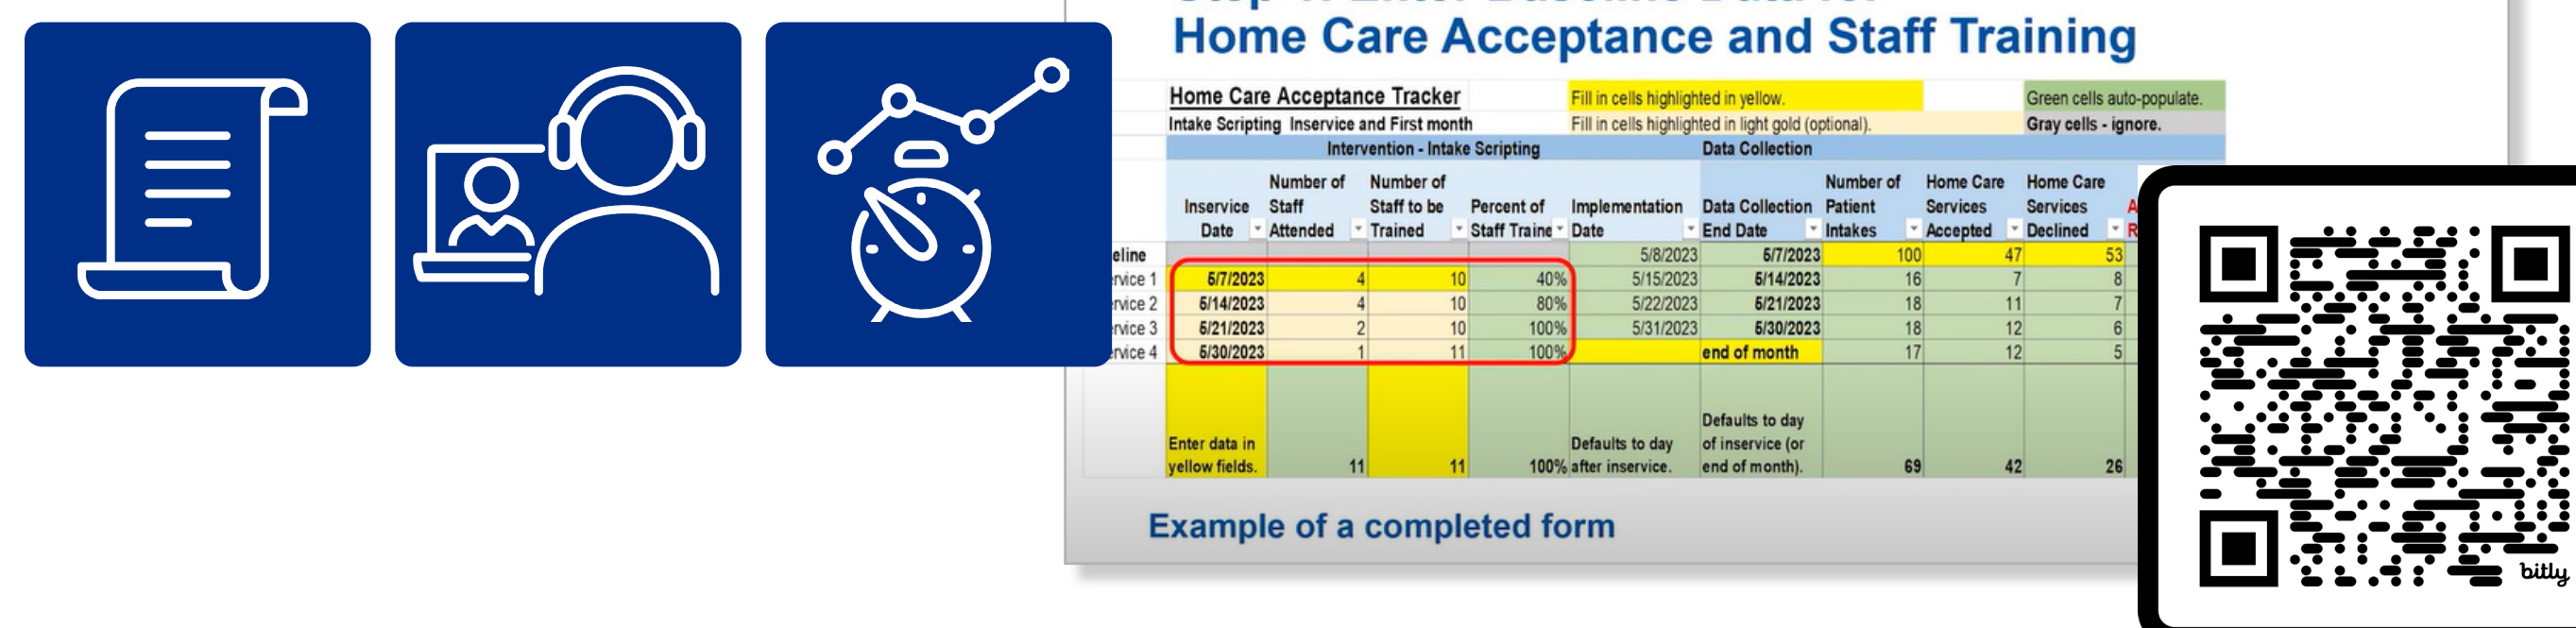 Home Care Acceptance and Staff Training
Home Care Acceptance Tracker Fill in cells highlighted in yellow. Green cells auto-populate.
Intake Scripting Inservice and First month Fill in cells highlighted in light gold (optional). Gray cells - ignore.
Intervention - Intake Scripting Data Collection
Number of Number of Number of Home Care Home Care
Inservice Staff Staff to be Percent of Implementation Data Collection Patient Services Services A
Date Attended Trained Staff Traine Date End Date Intakes Accepted Declined R
eline 5/8/2023 5/7/2023 100 47 53
rvice 1 5/7/2023 4 10 40% 5/15/2023 5/14/2023 16 7 8
rvice 2 5/14/2023 4 10 80% 5/22/2023 5/21/2023 18 11 7
rvice 3 5/21/2023 2 10 100% 5/31/2023 5/30/2023 18 12 6
rvice 4 5/30/2023 1 11 100% end of month 17 12 5
Defaults to day
Enter data in Defaults to day of inservice (or
yellow fields. 11 11 100% after inservice. end of month). 69 42 26
Example of a completed form
bitly